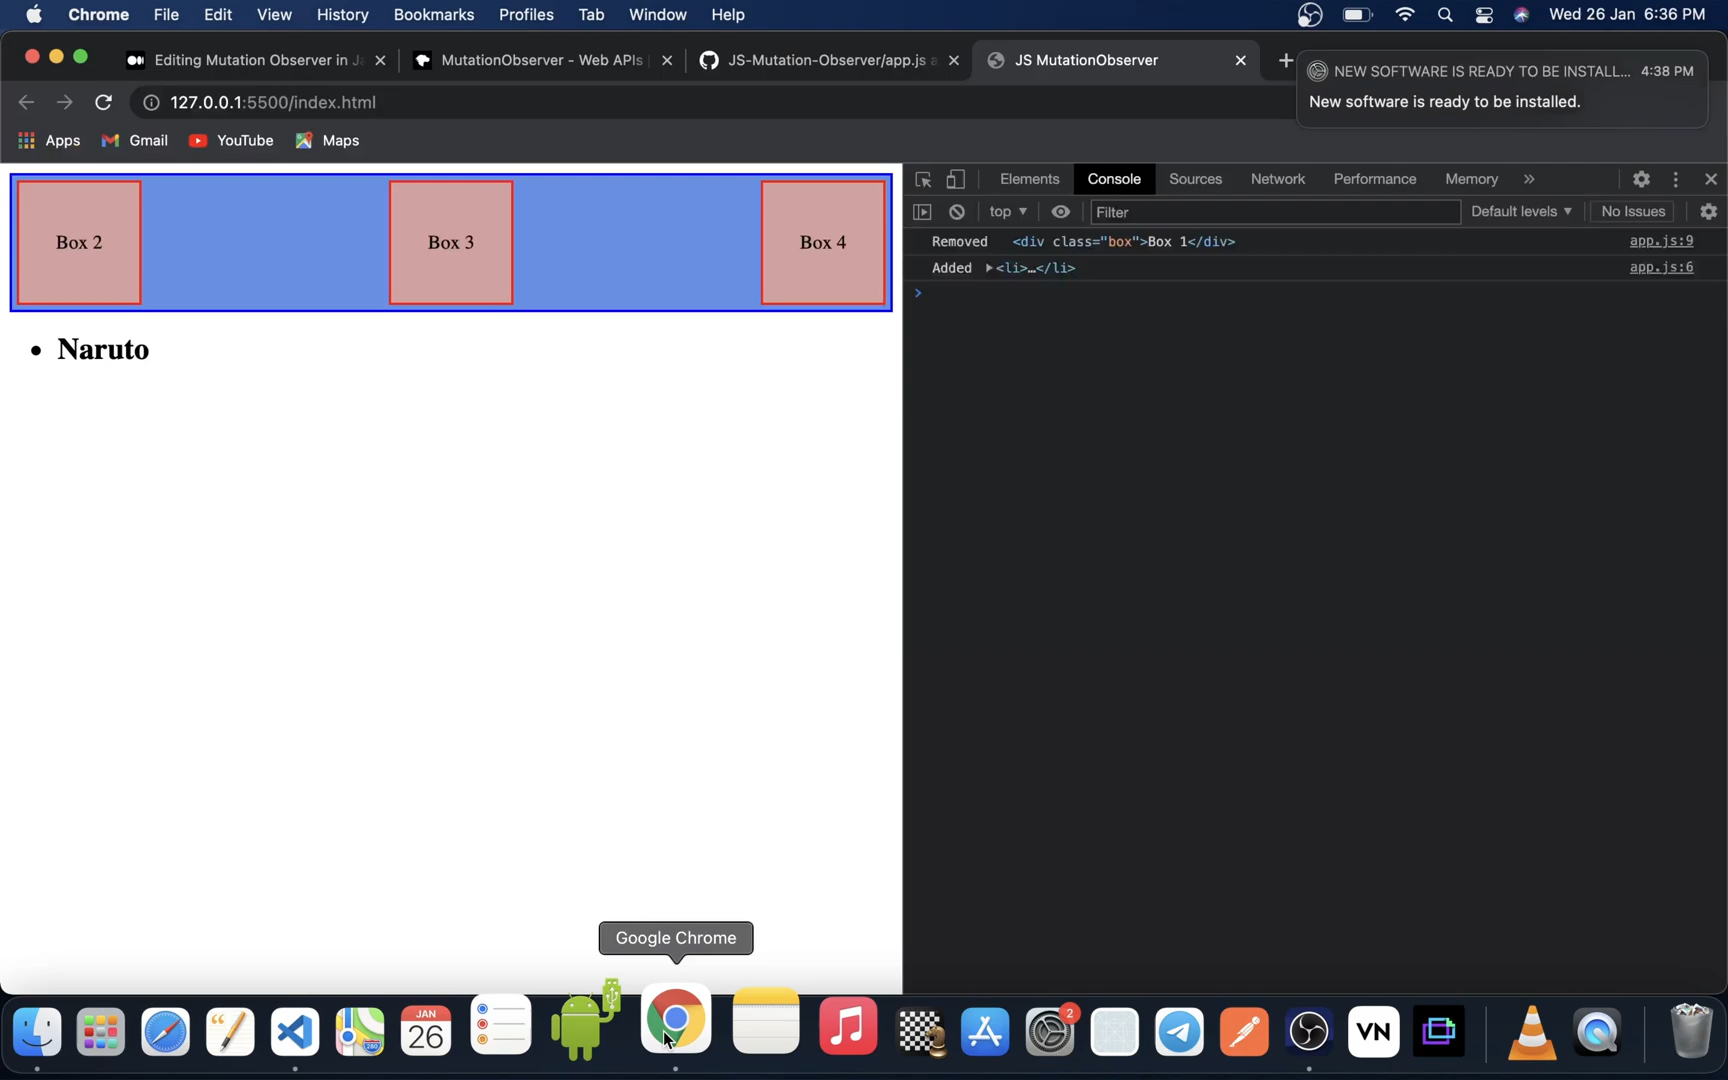 Chrome File Edit View History Bookmarks Profiles Tab Window Help Wed 26 Jan 6:36 PM
Editing Mutation Observer in Ja
MutationObserver - Web APIs |
JS-Mutation-Observer/app.js a
JS MutationObserver
NEW SOFTWARE IS READY TO BE INSTALL... 4:38 PM
New software is ready to be installed.
127.0.0.1:5500/index.html
Apps Gmail YouTube Maps
Elements Console Sources Network Performance Memory »
top ▼ Filter Default levels ▼ No Issues
Box 2 Box 3 Box 4
Removed <div class="box">Box 1</div> app.js:9
Added ▶<li>…</li> app.js:6
>
• Naruto
Google Chrome
JAN
26
280
2
VN